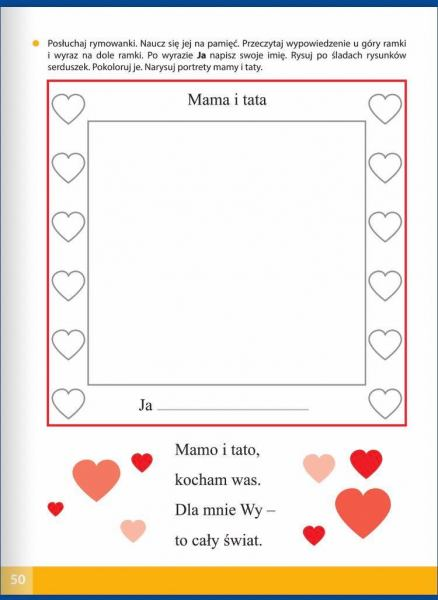 Posłuchaj rymowanki. Naucz się jej na pamięć. Przeczytaj wypowiedzenie u góry ramki
i wyraz na dole ramki. Po wyrazie Ja napisz swoje imię. Rysuj po śladach rysunków
serduszek. Pokoloruj je. Narysuj portrety mamy i taty.
Mama i tata
Ja
Mamo i tato,
kocham was.
Dla mnie Wy –
to cały świat.
50